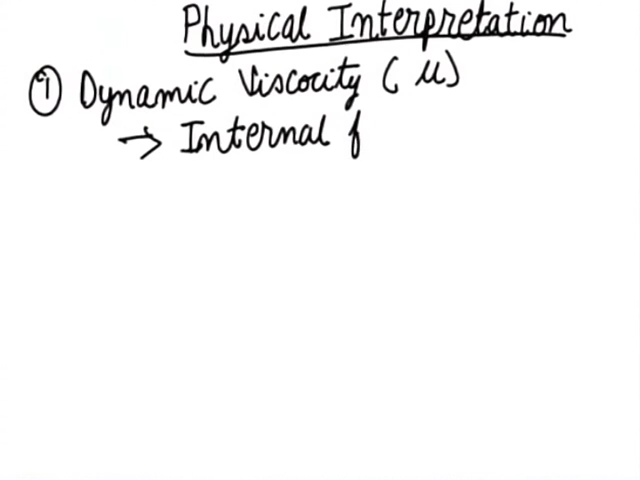 Physical Interpretation
① Dynamic Viscocity (μ)
→ Internal f